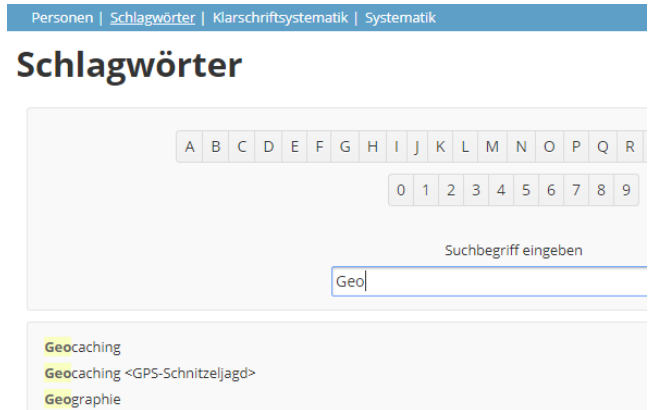 Personen | Schlagwörter | Klarschriftsystematik | Systematik
Schlagwörter
A B C D E F G H I J K L M N O P Q R
0 1 2 3 4 5 6 7 8 9
Suchbegriff eingeben
Geo
Geocaching
Geocaching <GPS-Schnitzeljagd>
Geographie